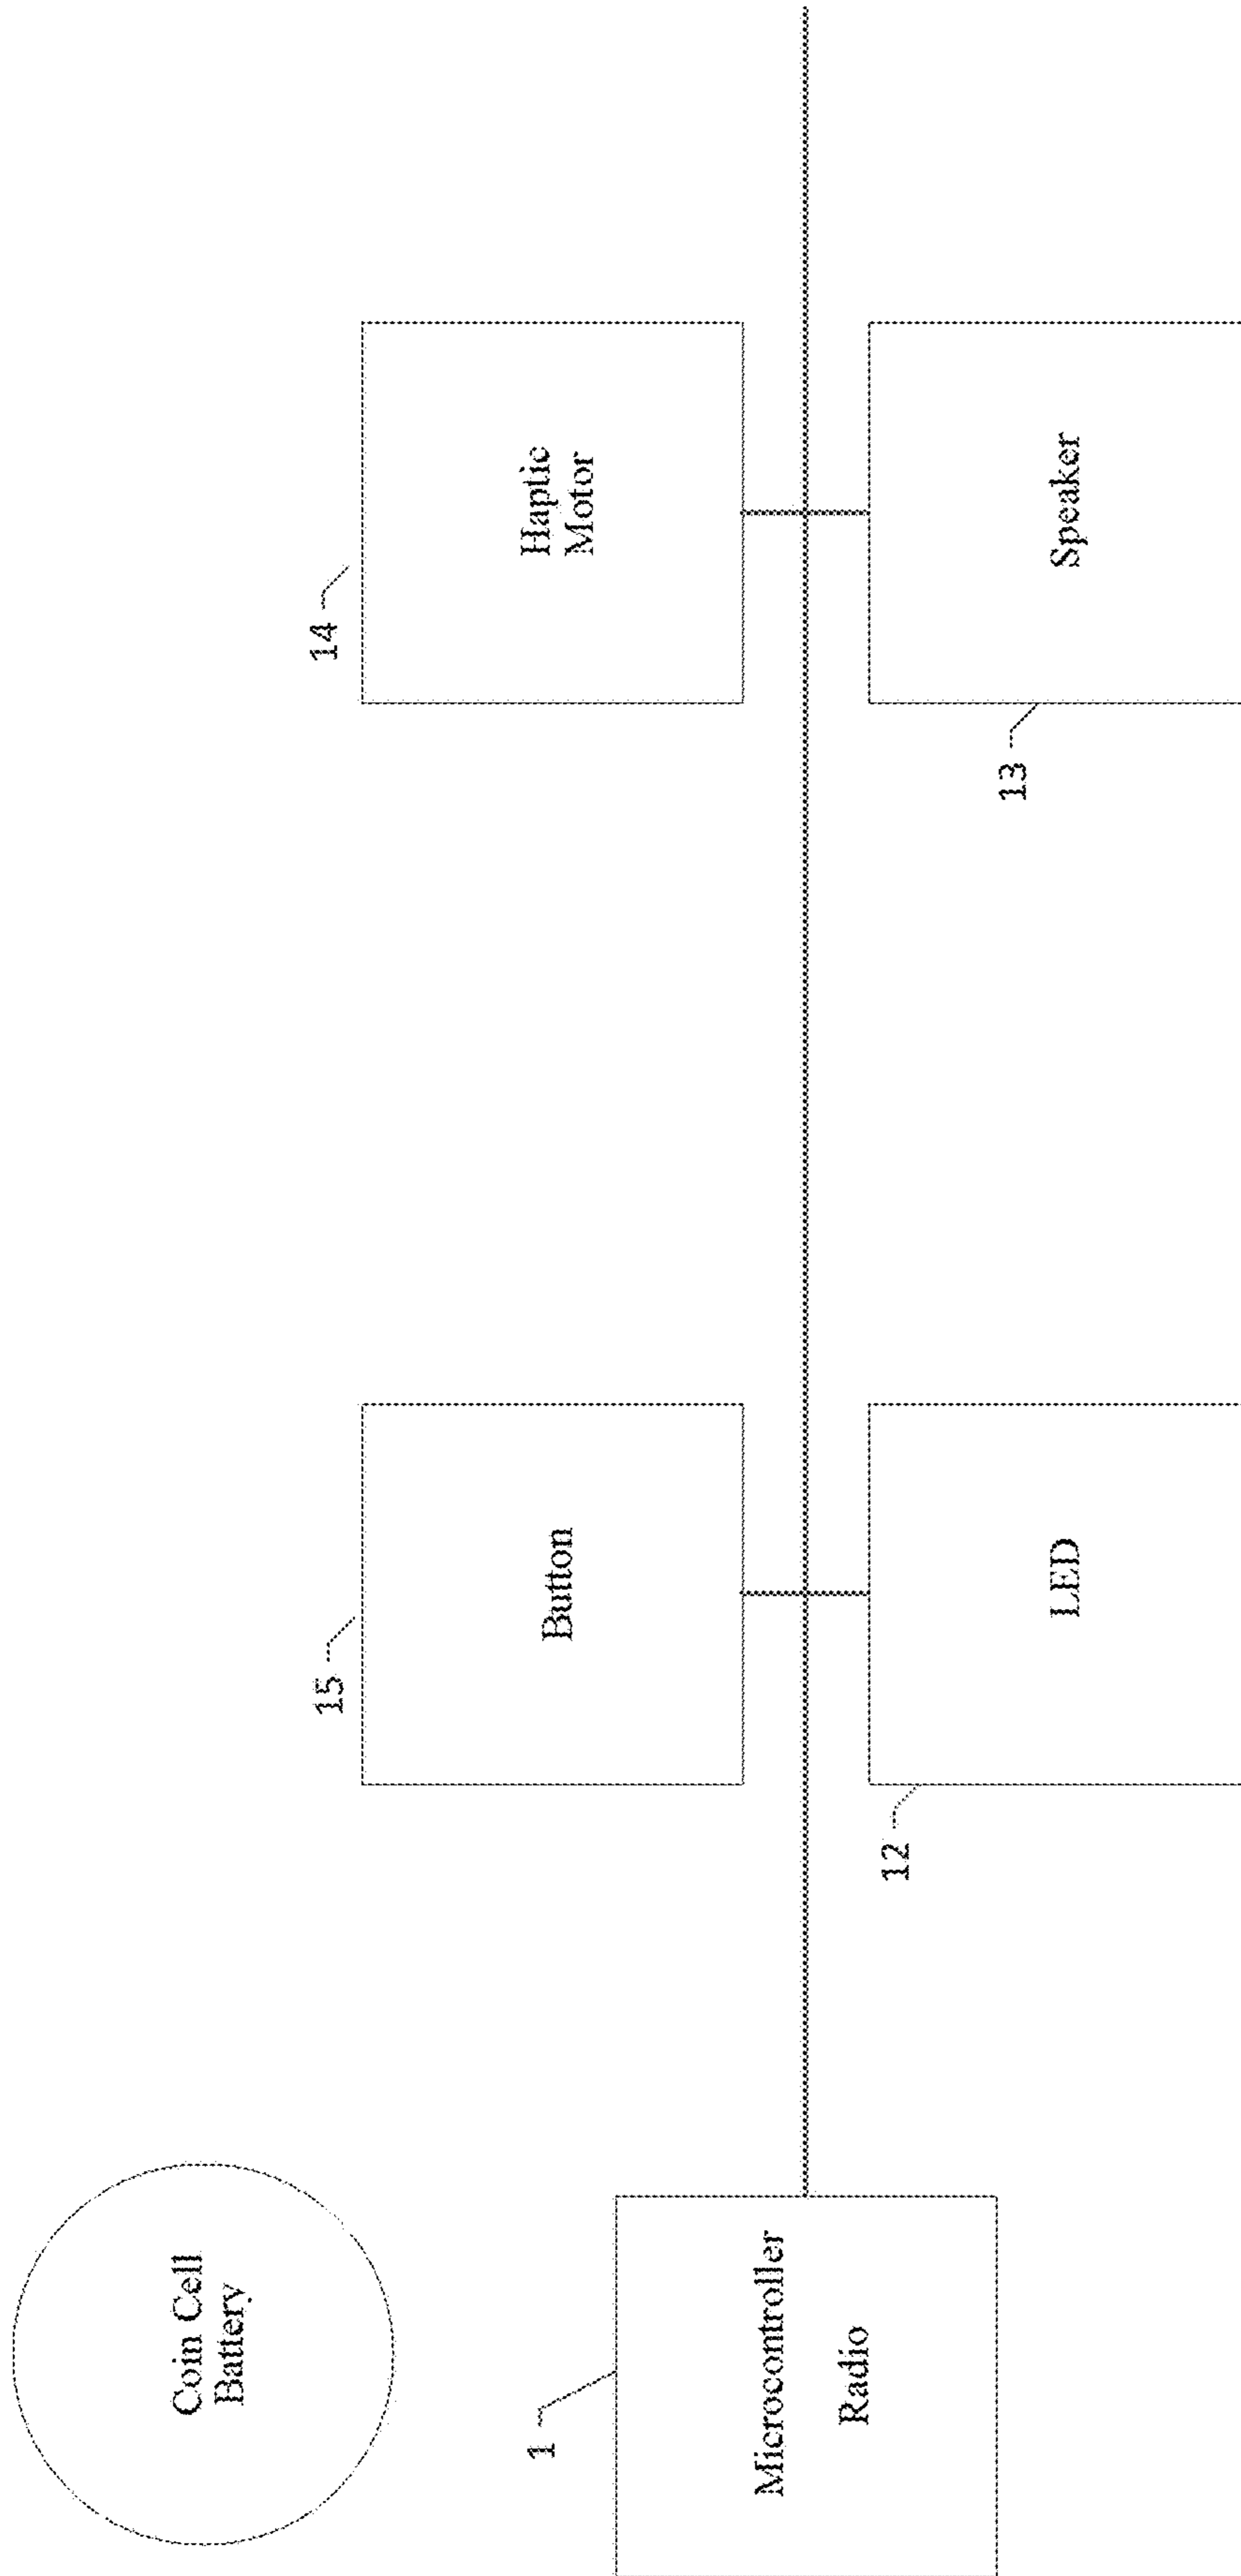 Coin Cell
Battery
1
Microcontroller
Radio
15
Button
12
LED
14
Haptic
Motor
13
Speaker